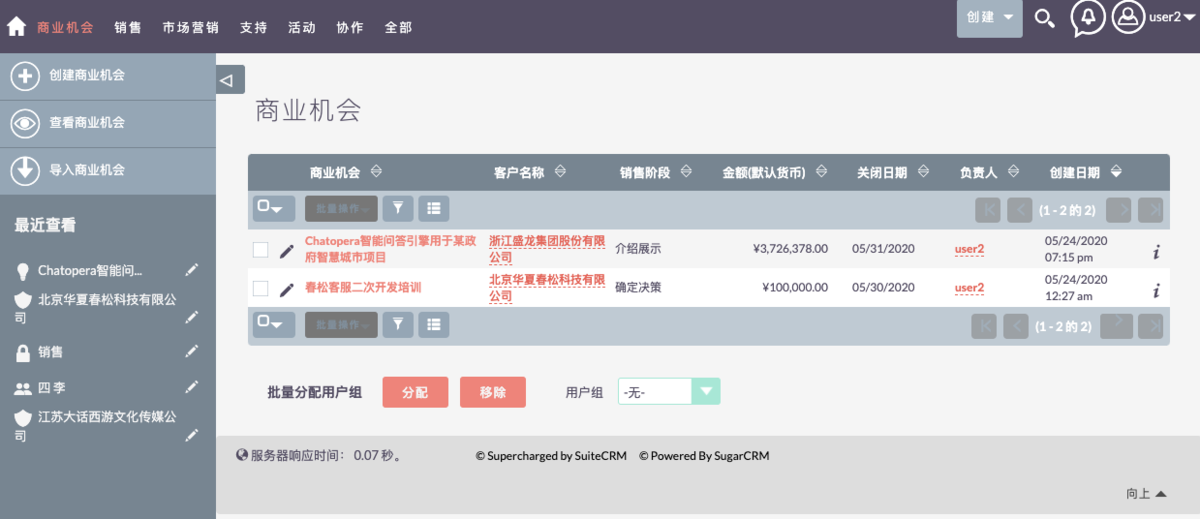 商业机会 销售 市场营销 支持 活动 协作 全部 创建 user2
创建商业机会
查看商业机会
导入商业机会
最近查看
Chatopera智能问...
北京华夏春松科技有限公
司
销售
四 李
江苏大话西游文化传媒公
司
商业机会
商业机会 客户名称 销售阶段 金额(默认货币) 关闭日期 负责人 创建日期
批量操作 (1 - 2 的 2)
Chatopera智能问答引擎用于某政 浙江盛龙集团股份有限 介绍展示 ¥3,726,378.00 05/31/2020 user2 05/24/2020
府智慧城市项目 公司 07:15 pm
春松客服二次开发培训 北京华夏春松科技有限 确定决策 ¥100,000.00 05/30/2020 user2 05/24/2020
公司 12:27 am
批量操作 (1 - 2 的 2)
批量分配用户组 分配 移除 用户组 -无-
服务器响应时间： 0.07 秒。 © Supercharged by SuiteCRM © Powered By SugarCRM
向上